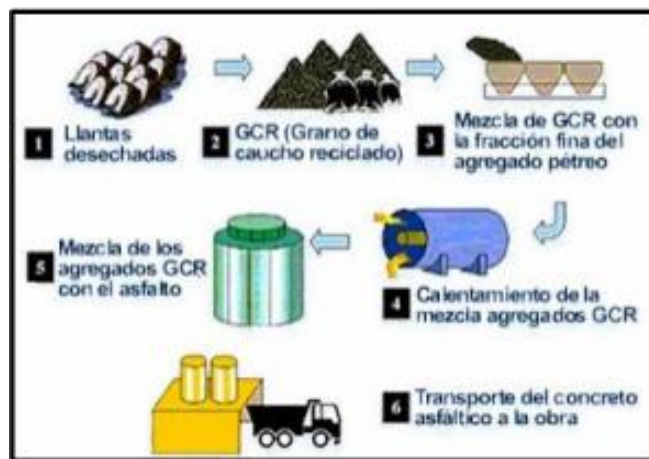 1 Llantas
desechadas
2 GCR (Grano de
caucho reciclado)
3 Mezcla de GCR con
la fracción fina del
agregado pétreo
4 Calentamiento de la
mezcla agregados GCR
5 Mezcla de los
agregados GCR
con el asfalto
6 Transporte del concreto
asfáltico a la obra